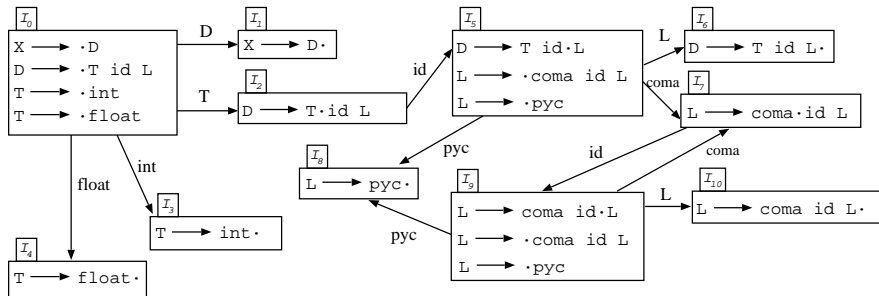 I0
X → ·D
D → ·T id L
T → ·int
T → ·float
D
I1
X → D·
T
I2
D → T·id L
id
I5
D → T id·L
L → ·coma id L
L → ·pyc
L
I6
D → T id L·
coma
I7
L → coma·id L
pyc
id
coma
I8
L → pyc·
I9
L → coma id·L
L → ·coma id L
L → ·pyc
pyc
L
I10
L → coma id L·
int
float
I3
T → int·
I4
T → float·